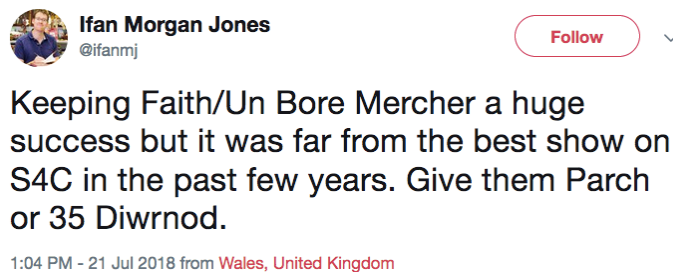 Ifan Morgan Jones
@ifanmj
Follow
Keeping Faith/Un Bore Mercher a huge
success but it was far from the best show on
S4C in the past few years. Give them Parch
or 35 Diwrnod.
1:04 PM - 21 Jul 2018 from Wales, United Kingdom